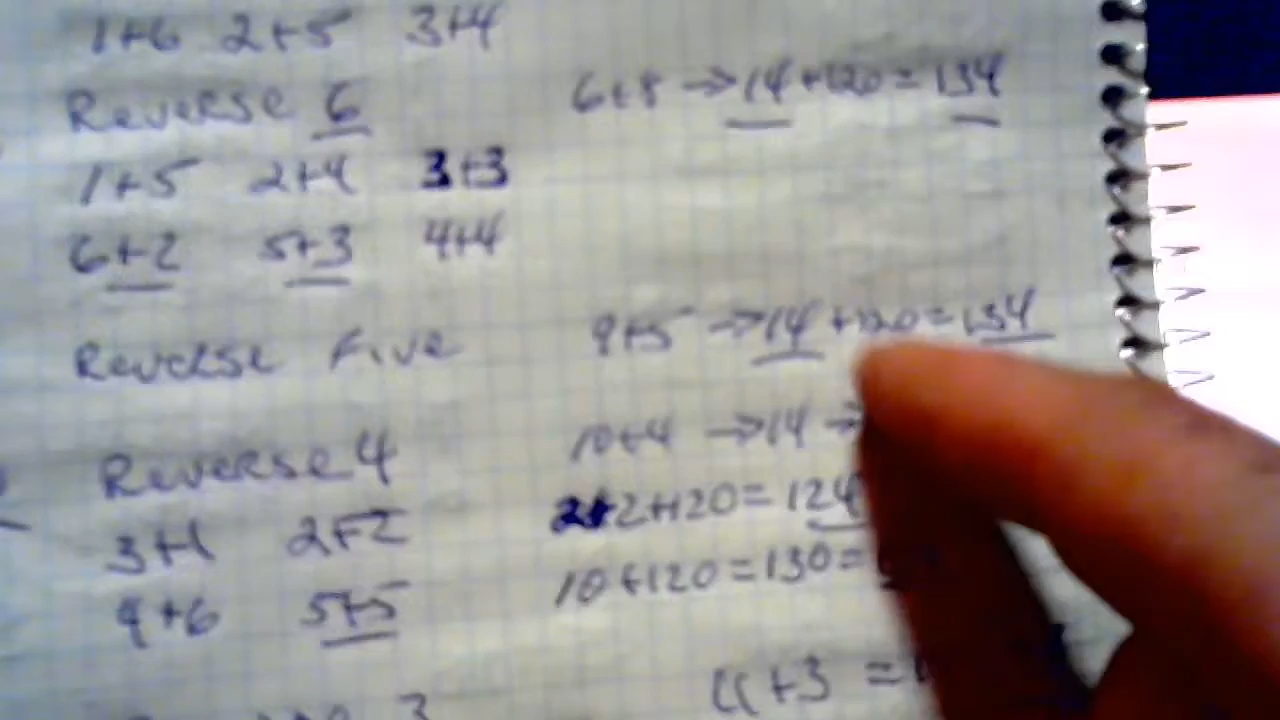 1+6 2+5 3+4
Reverse 6 6+8 →14+120=134
1+5 2+4 3+3
6+2 5+3 4+4
Reverse Five 9+5 →14+120=134
Reverse 4 10+4 →14 →
3+1 2+2 2+2+120=124
4+6 5+5 10+120=130=
3 11+3 =